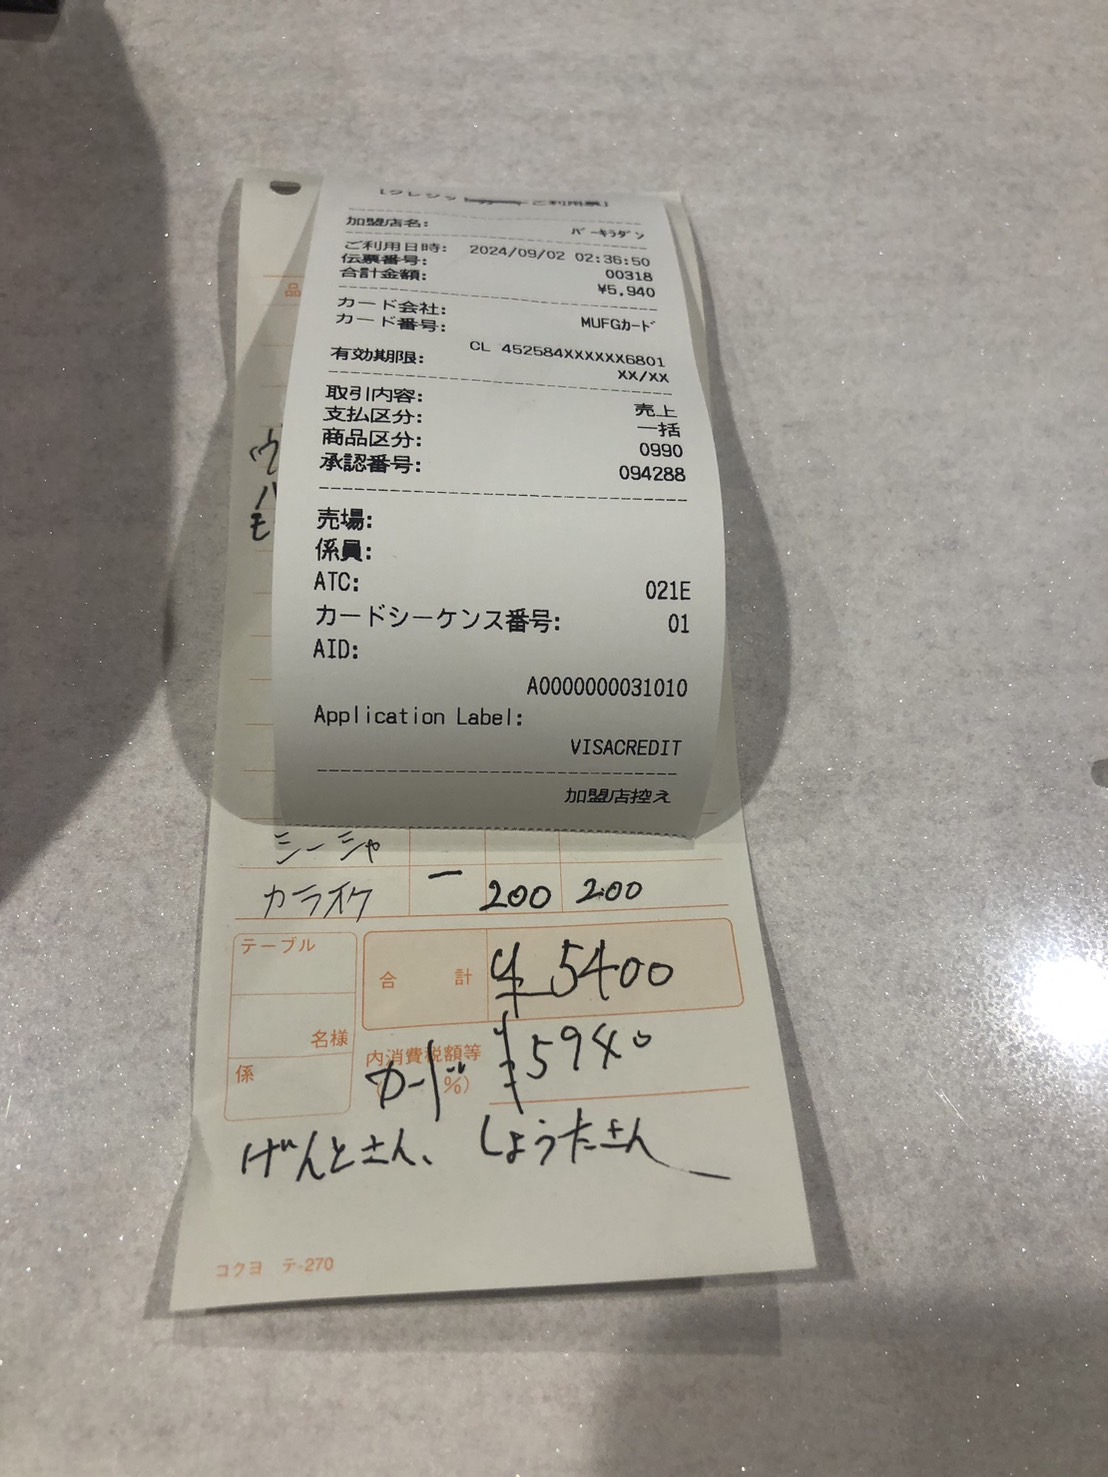 [クレジットカードご利用票]
加盟店名:
バーキラダン
ご利用日時: 2024/09/02 02:36:50
伝票番号: 00318
合計金額: ¥5,940
カード会社: MUFGカード
カード番号:
CL 452584XXXXXX6801
有効期限: XX/XX
取引内容: 売上
支払区分: 一括
商品区分: 0990
承認番号: 094288
売場:
係員:
ATC: 021E
カードシーケンス番号: 01
AID:
A0000000031010
Application Label:
VISACREDIT
加盟店控え
品
ウ
ハ
モ
シーシャ
カライク 一 200 200
テーブル
合計 ¥5400
名様
内消費税額等
%)
カード ¥5940
係
げんとさん、しょうたさん
コクヨ テ-270